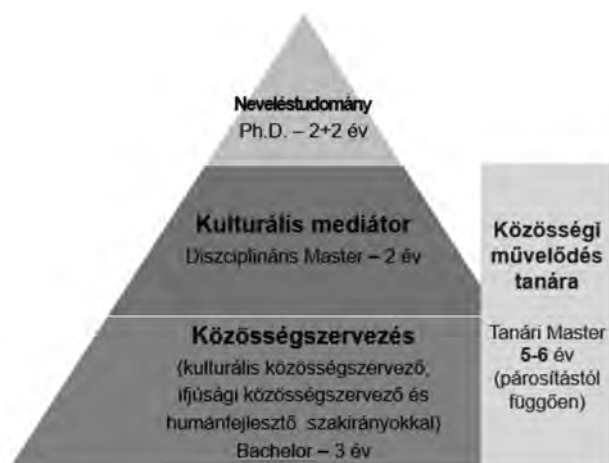 Neveléstudomány
Ph.D. – 2+2 év
Kulturális mediátor
Diszciplináris Master – 2 év
Közösségszervezés
(kulturális közösségszervező,
ifjúsági közösségszervező és
humánfejlesztő szakirányokkal)
Bachelor – 3 év
Közösségi
művelődés
tanára
Tanári Master
5-6 év
(párosítástól
függően)